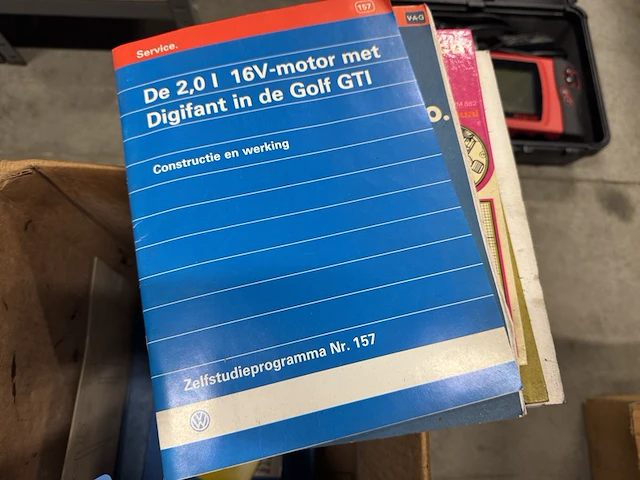 Service.
157
De 2,0 l 16V-motor met
Digifant in de Golf GTI
Constructie en werking
Zelfstudieprogramma Nr. 157
V·A·G
o.